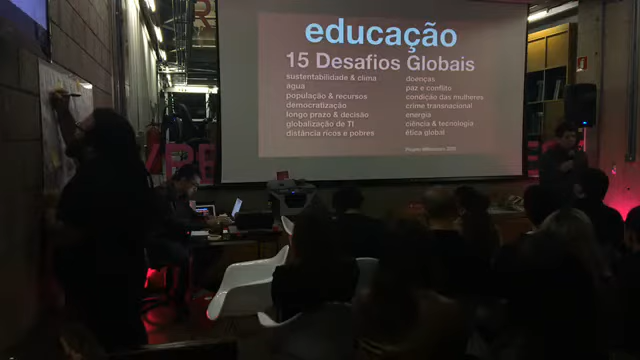 educação
15 Desafios Globais
sustentabilidade & clima
água
população & recursos
democratização
longo prazo & decisão
globalização de TI
distância ricos e pobres
doenças
paz e conflito
condição das mulheres
crime transnacional
energia
ciência & tecnologia
ética global